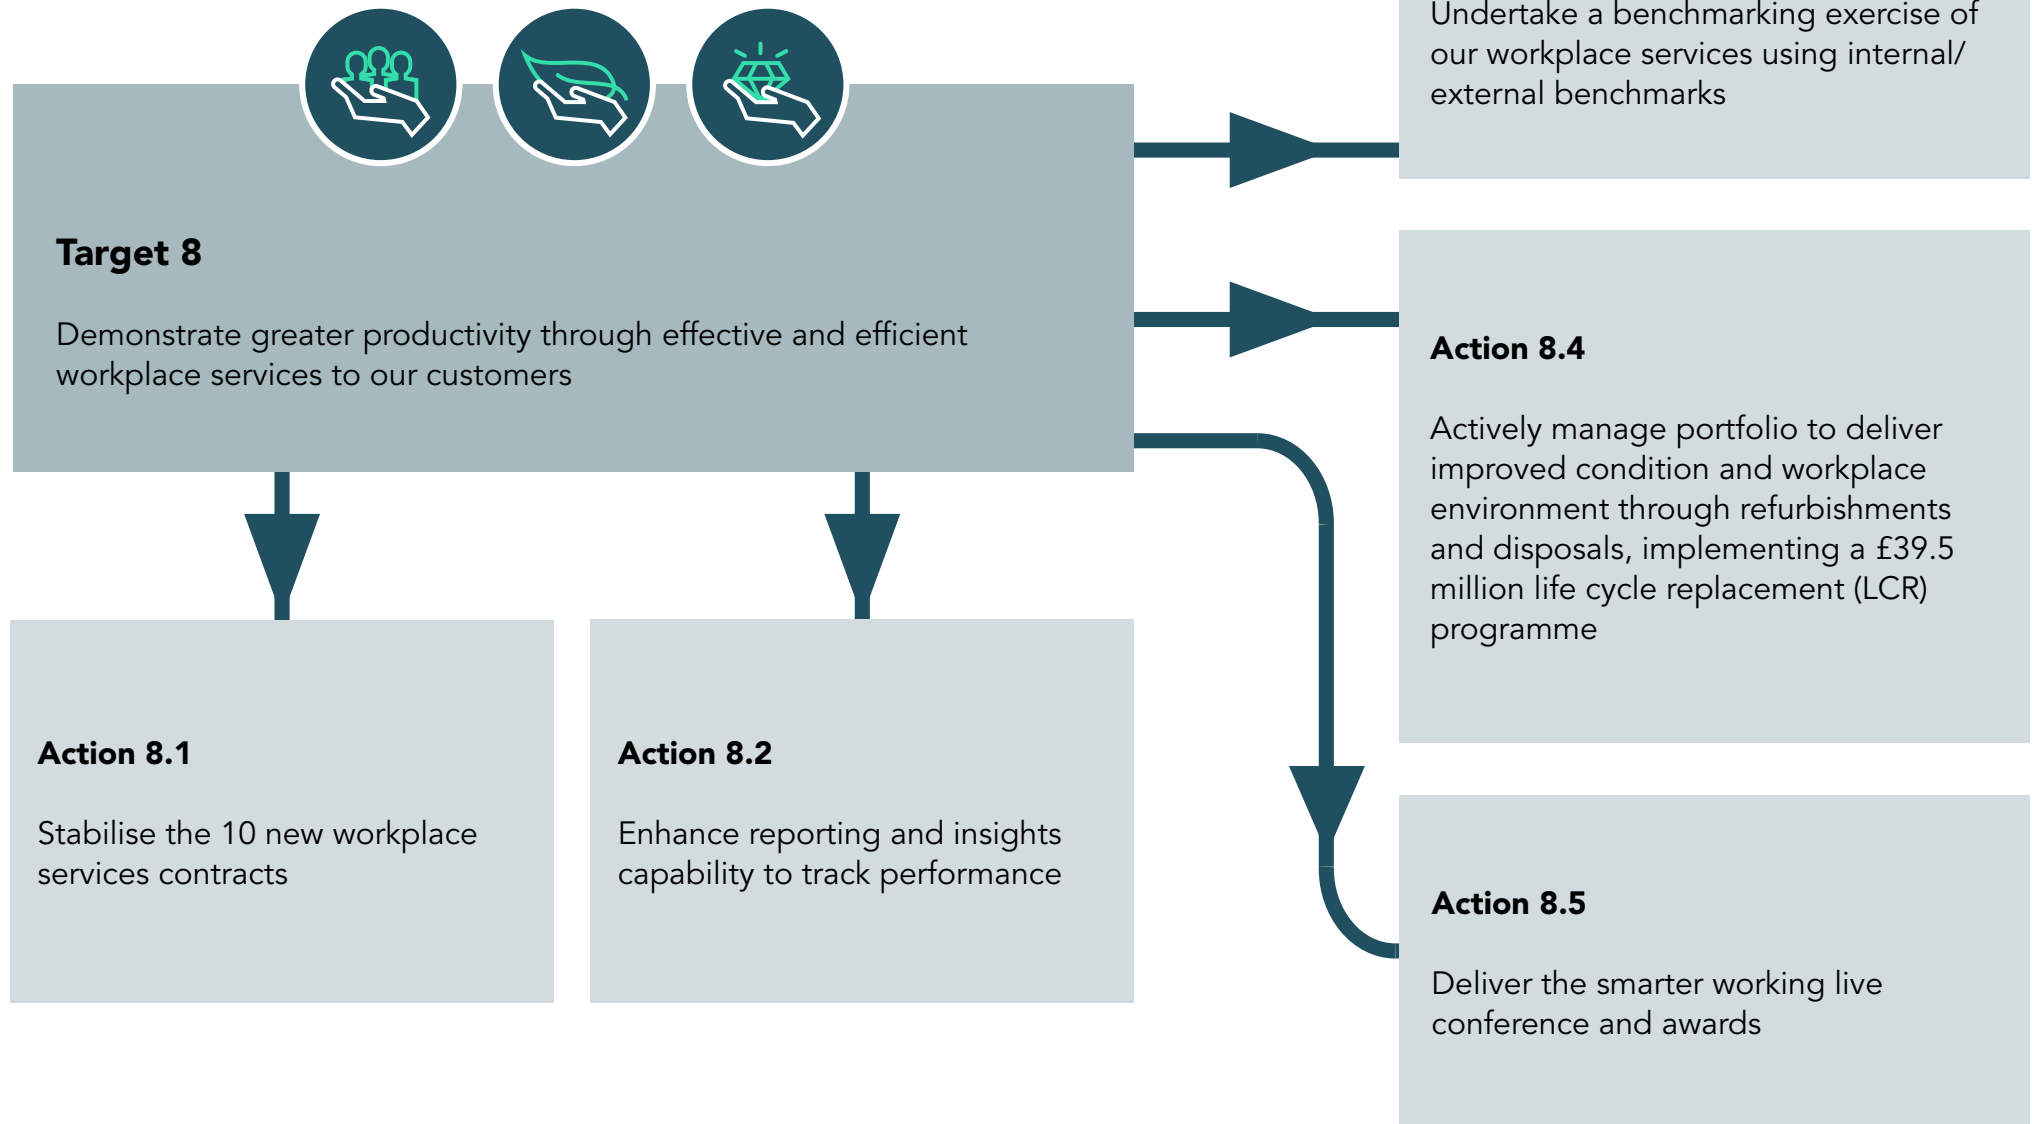 Undertake a benchmarking exercise of
our workplace services using internal/
external benchmarks
Target 8
Demonstrate greater productivity through effective and efficient
workplace services to our customers
Action 8.4
Actively manage portfolio to deliver
improved condition and workplace
environment through refurbishments
and disposals, implementing a £39.5
million life cycle replacement (LCR)
programme
Action 8.1
Stabilise the 10 new workplace
services contracts
Action 8.2
Enhance reporting and insights
capability to track performance
Action 8.5
Deliver the smarter working live
conference and awards